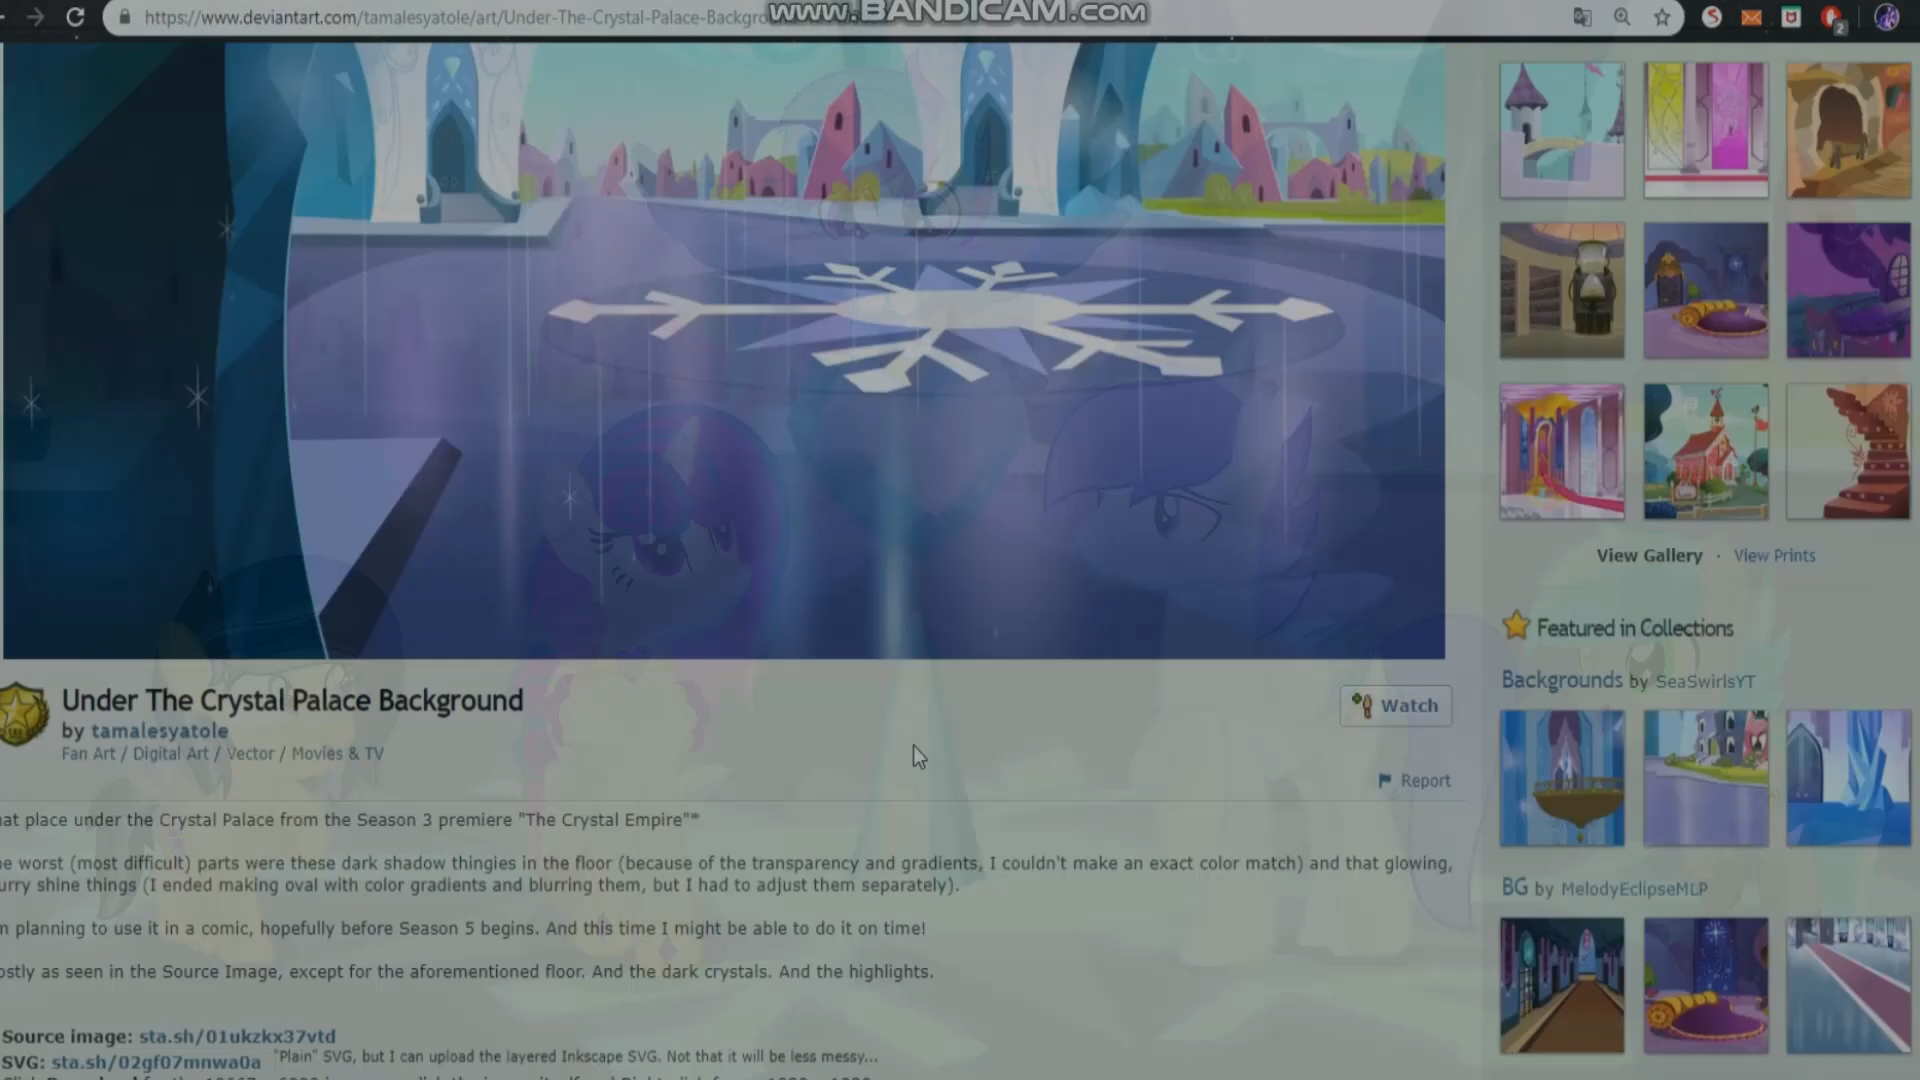 https://www.deviantart.com/tamalesyatole/art/Under-The-Crystal-Palace-Backgro
www.BANDICAM.com
2
View Gallery · View Prints
Featured in Collections
Backgrounds by SeaSwirlsYT
Under The Crystal Palace Background
by tamalesyatole
Fan Art / Digital Art / Vector / Movies & TV
Watch
Report
at place under the Crystal Palace from the Season 3 premiere "The Crystal Empire"*
e worst (most difficult) parts were these dark shadow thingies in the floor (because of the transparency and gradients, I couldn't make an exact color match) and that glowing,
urry shine things (I ended making oval with color gradients and blurring them, but I had to adjust them separately).
BG by MelodyEclipseMLP
n planning to use it in a comic, hopefully before Season 5 begins. And this time I might be able to do it on time!
ostly as seen in the Source Image, except for the aforementioned floor. And the dark crystals. And the highlights.
Source image: sta.sh/01ukzkx37vtd
SVG: sta.sh/02gf07mnwa0a "Plain" SVG, but I can upload the layered Inkscape SVG. Not that it will be less messy...